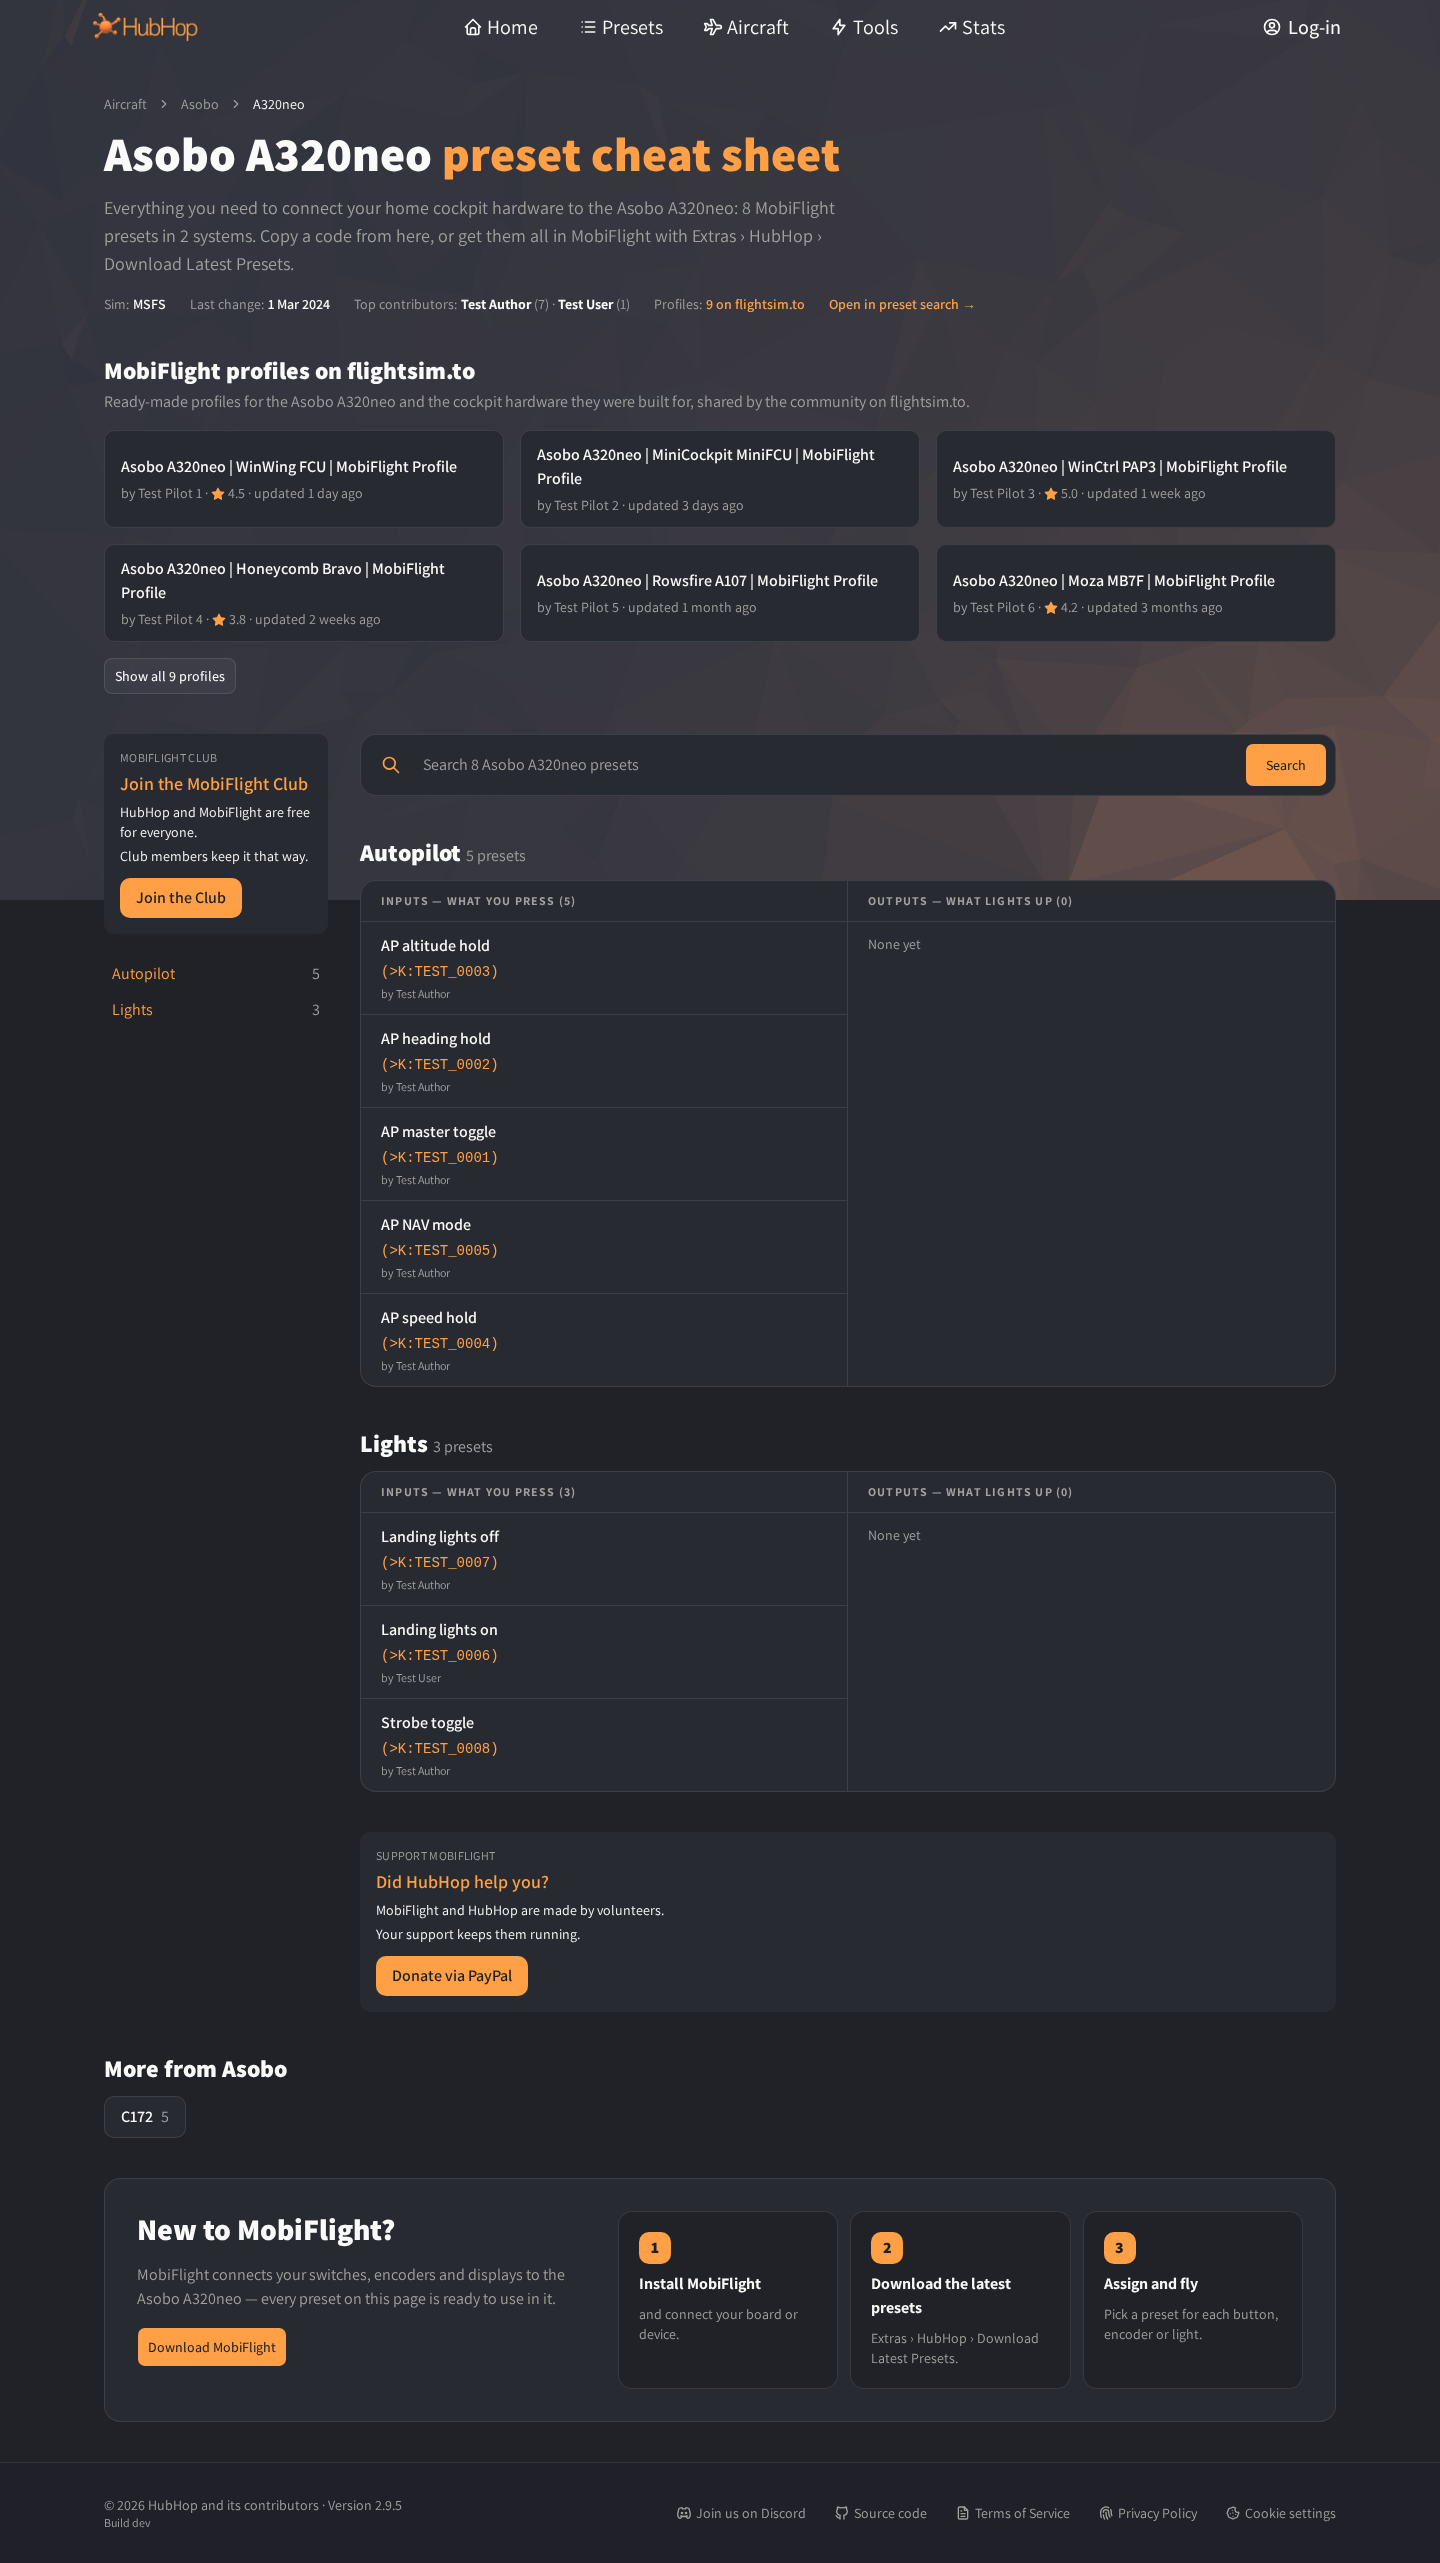 HubHop
Home
Presets
Aircraft
Tools
Stats
Log-in
Aircraft > Asobo > A320neo
Asobo A320neo preset cheat sheet
Everything you need to connect your home cockpit hardware to the Asobo A320neo: 8 MobiFlight
presets in 2 systems. Copy a code from here, or get them all in MobiFlight with Extras › HubHop ›
Download Latest Presets.
Sim: MSFS
Last change: 1 Mar 2024
Top contributors: Test Author (7) · Test User (1)
Profiles: 9 on flightsim.to
Open in preset search →
MobiFlight profiles on flightsim.to
Ready-made profiles for the Asobo A320neo and the cockpit hardware they were built for, shared by the community on flightsim.to.
Asobo A320neo | WinWing FCU | MobiFlight Profile
by Test Pilot 1 · ★ 4.5 · updated 1 day ago
Asobo A320neo | MiniCockpit MiniFCU | MobiFlight
Profile
by Test Pilot 2 · updated 3 days ago
Asobo A320neo | WinCtrl PAP3 | MobiFlight Profile
by Test Pilot 3 · ★ 5.0 · updated 1 week ago
Asobo A320neo | Honeycomb Bravo | MobiFlight
Profile
by Test Pilot 4 · ★ 3.8 · updated 2 weeks ago
Asobo A320neo | Rowsfire A107 | MobiFlight Profile
by Test Pilot 5 · updated 1 month ago
Asobo A320neo | Moza MB7F | MobiFlight Profile
by Test Pilot 6 · ★ 4.2 · updated 3 months ago
Show all 9 profiles
MOBIFLIGHT CLUB
Join the MobiFlight Club
HubHop and MobiFlight are free
for everyone.
Club members keep it that way.
Join the Club
Autopilot 5
Lights 3
Search 8 Asobo A320neo presets
Search
Autopilot 5 presets
INPUTS — WHAT YOU PRESS (5)
AP altitude hold
(>K:TEST_0003)
by Test Author
AP heading hold
(>K:TEST_0002)
by Test Author
AP master toggle
(>K:TEST_0001)
by Test Author
AP NAV mode
(>K:TEST_0005)
by Test Author
AP speed hold
(>K:TEST_0004)
by Test Author
OUTPUTS — WHAT LIGHTS UP (0)
None yet
Lights 3 presets
INPUTS — WHAT YOU PRESS (3)
Landing lights off
(>K:TEST_0007)
by Test Author
Landing lights on
(>K:TEST_0006)
by Test User
Strobe toggle
(>K:TEST_0008)
by Test Author
OUTPUTS — WHAT LIGHTS UP (0)
None yet
SUPPORT MOBIFLIGHT
Did HubHop help you?
MobiFlight and HubHop are made by volunteers.
Your support keeps them running.
Donate via PayPal
More from Asobo
C172 5
New to MobiFlight?
MobiFlight connects your switches, encoders and displays to the
Asobo A320neo — every preset on this page is ready to use in it.
Download MobiFlight
1
Install MobiFlight
and connect your board or
device.
2
Download the latest
presets
Extras › HubHop › Download
Latest Presets.
3
Assign and fly
Pick a preset for each button,
encoder or light.
© 2026 HubHop and its contributors · Version 2.9.5
Build dev
Join us on Discord
Source code
Terms of Service
Privacy Policy
Cookie settings